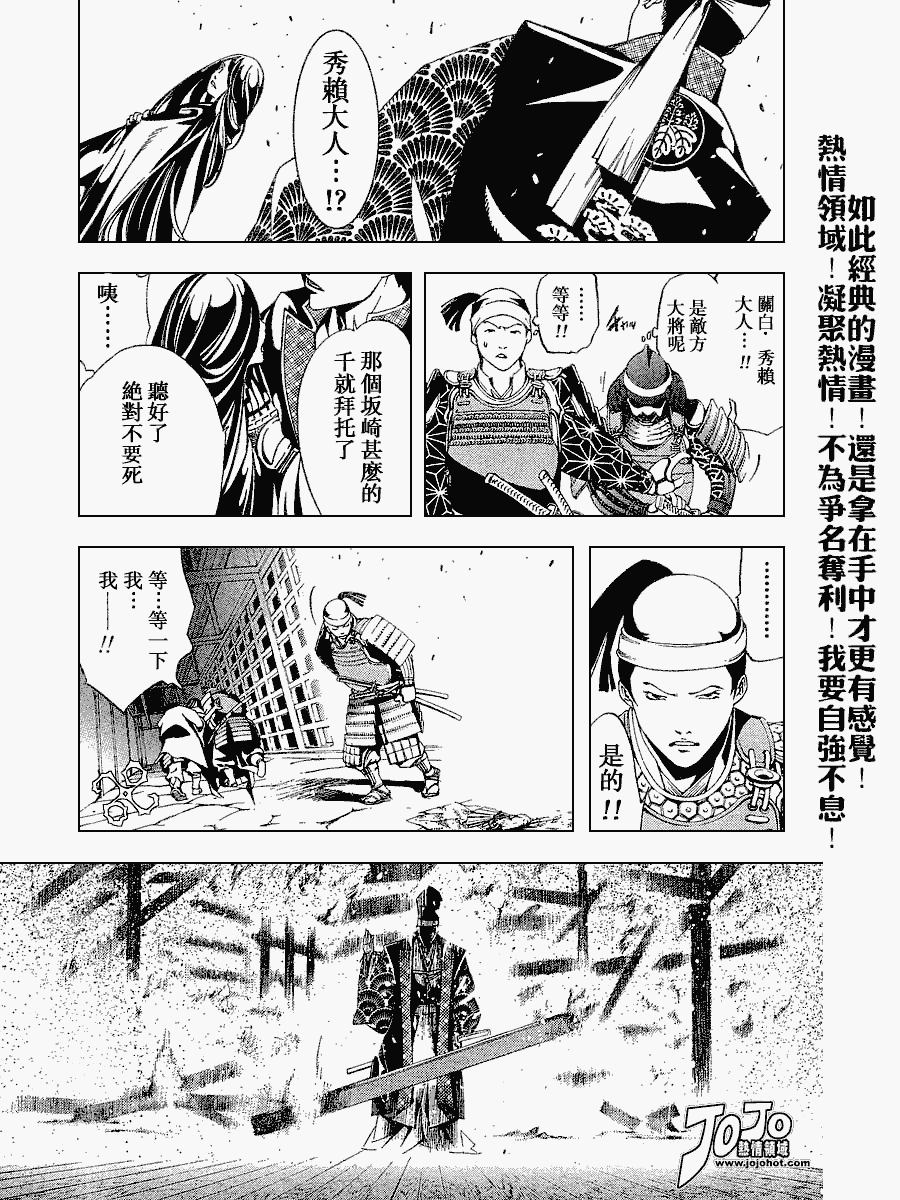 秀賴大人…!?
關白·秀賴
大人…!!
是敵方
大將呢
……
等等!!
那個坂崎甚麼的
千就拜托了
咦……
聽好了
絕對不要死
…………
是的!!
等…等一下
我…
我——!!
如此經典的漫畫！還是拿在手中才更有感覺！
熱情領域！凝聚熱情！不為爭名奪利！我要自強不息！
JOJO
熱情領域
www.jojohot.com